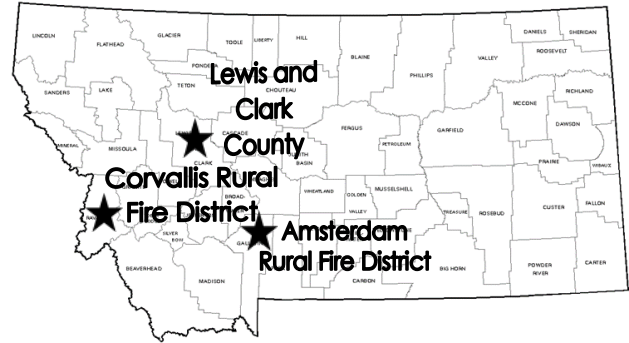 LINCOLN
FLATHEAD
GLACIER
TOOLE
LIBERTY
HILL
BLAINE
PHILLIPS
VALLEY
DANIELS
SHERIDAN
ROOSEVELT
SANDERS
LAKE
PONDERA
TETON
CHOUTEAU
Lewis and
Clark
County
RICHLAND
MCCONE
DAWSON
GARFIELD
FERGUS
PETROLEUM
MINERAL
MISSOULA
CLARK
CASCADE
BASIN
PRAIRIE
WIBAUX
Corvallis Rural
Fire District
BROAD-
WHEATLAND
GOLDEN
VALLEY
MUSSELSHELL
TREASURE
ROSEBUD
CUSTER
FALLON
SILVER
BOW
Amsterdam
Rural Fire District
BEAVERHEAD
MADISON
CARBON
BIG HORN
POWDER
RIVER
CARTER